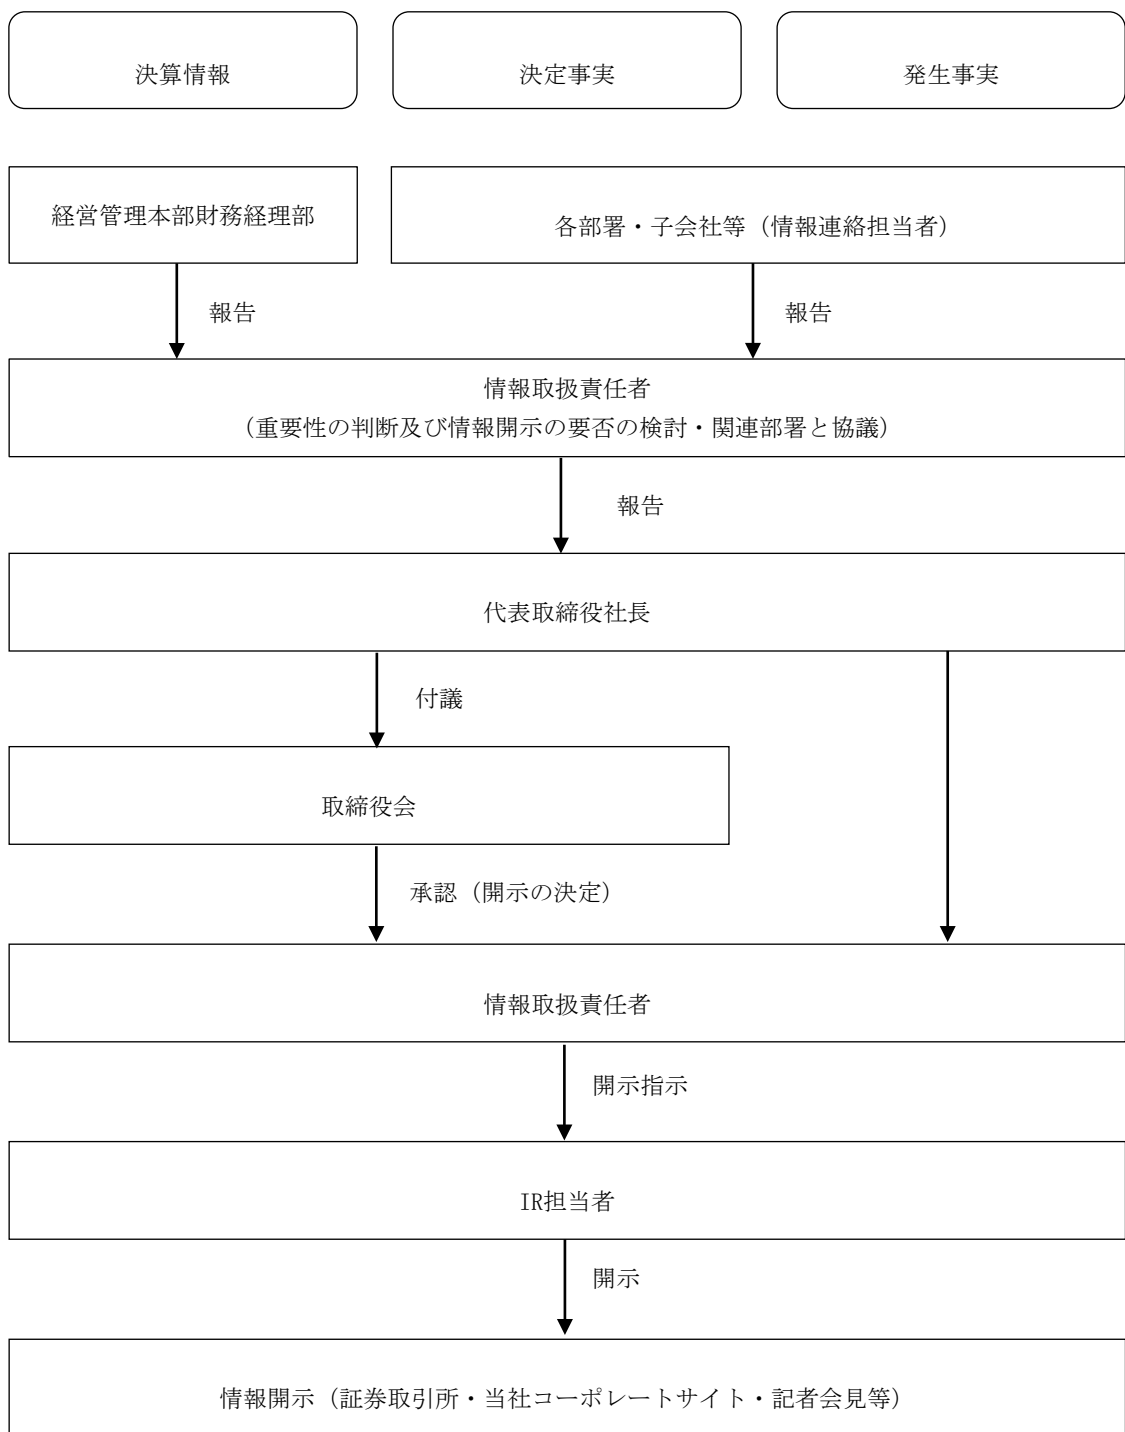 決算情報
決定事実
発生事実
経営管理本部財務経理部
各部署・子会社等（情報連絡担当者）
報告
報告
情報取扱責任者
（重要性の判断及び情報開示の要否の検討・関連部署と協議）
報告
代表取締役社長
付議
取締役会
承認（開示の決定）
情報取扱責任者
開示指示
IR担当者
開示
情報開示（証券取引所・当社コーポレートサイト・記者会見等）